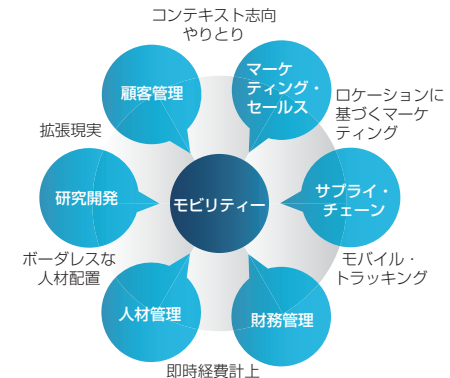 コンテキスト志向
やりとり
顧客管理
マーケ
ティング・
セールス
ロケーションに
基づくマーケ
ティング
拡張現実
研究開発
モビリティー
サプライ・
チェーン
ボーダレスな
人材配置
モバイル・
トラッキング
人材管理
財務管理
即時経費計上